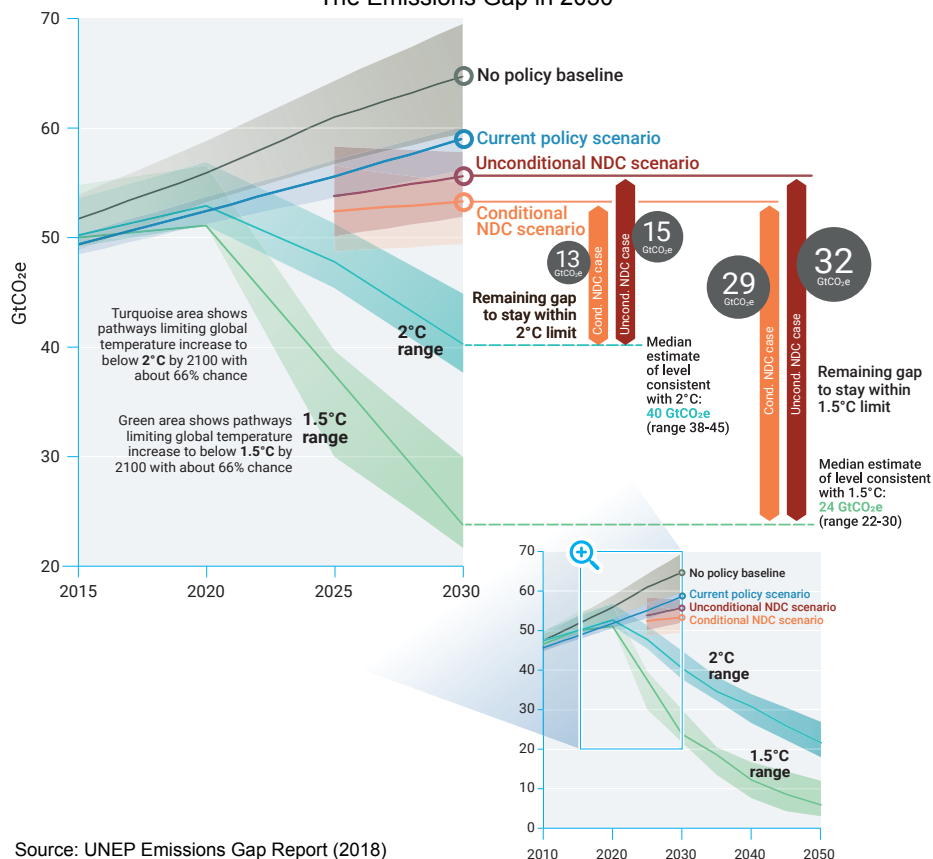 The Emissions Gap in 2030
70
60
50
40
30
20
GtCO₂e
2015
2020
2025
2030
No policy baseline
Current policy scenario
Unconditional NDC scenario
Conditional
NDC scenario
13
GtCO₂e
15
GtCO₂e
29
GtCO₂e
32
GtCO₂e
Cond. NDC case
Uncond. NDC case
Cond. NDC case
Uncond. NDC case
Remaining gap
to stay within
2°C limit
Median
estimate
of level
consistent
with 2°C:
40 GtCO₂e
(range 38-45)
Remaining gap
to stay within
1.5°C limit
Median estimate
of level consistent
with 1.5°C:
24 GtCO₂e
(range 22-30)
Turquoise area shows
pathways limiting global
temperature increase to
below 2°C by 2100 with
about 66% chance
2°C
range
Green area shows pathways
limiting global temperature
increase to below 1.5°C by
2100 with about 66% chance
1.5°C
range
70
60
50
40
30
20
10
0
2010
2020
2030
2040
2050
No policy baseline
Current policy scenario
Unconditional NDC scenario
Conditional NDC scenario
2°C
range
1.5°C
range
Source: UNEP Emissions Gap Report (2018)